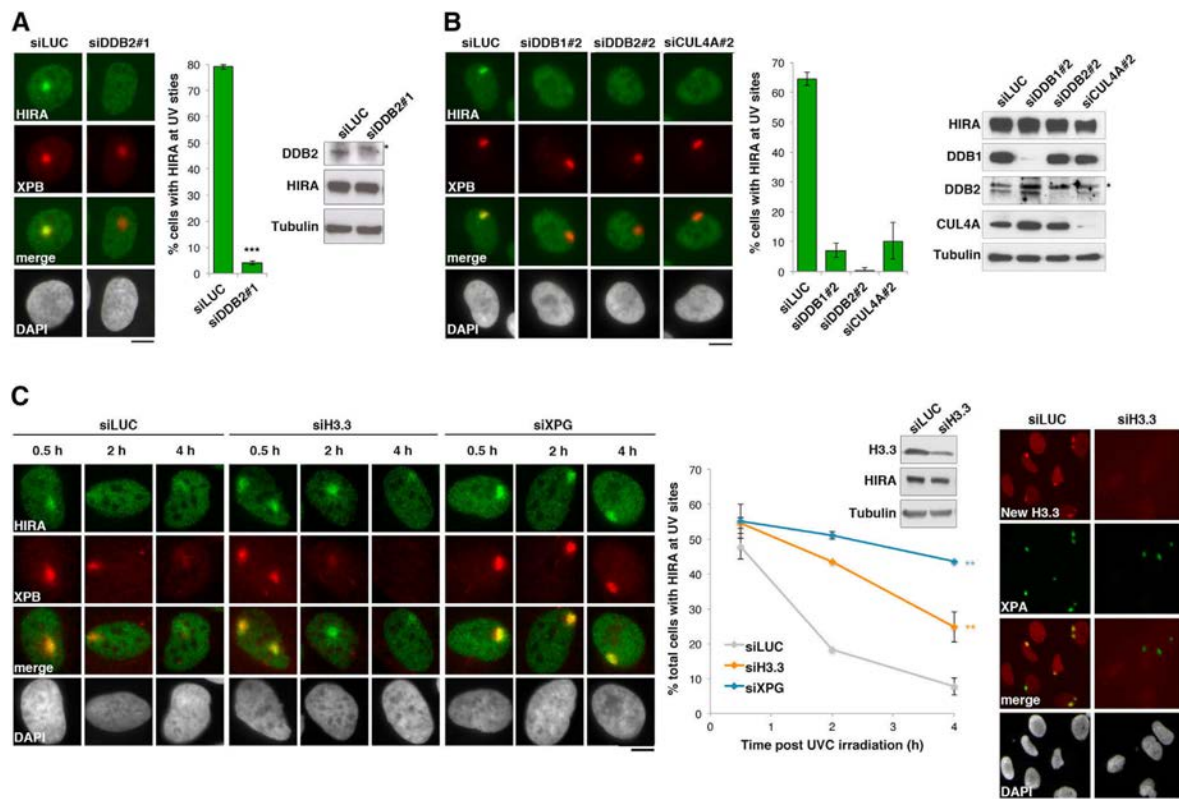 A
siLUC siDDB2#1
HIRA
XPB
merge
DAPI
% cells with HIRA at UV sties
90
80
70
60
50
40
30
20
10
0
***
siLUC
siDDB2#1
siLUC
siDDB2#1
DDB2 *
HIRA
Tubulin
B
siLUC siDDB1#2 siDDB2#2 siCUL4A#2
HIRA
XPB
merge
DAPI
% cells with HIRA at UV sites
70
60
50
40
30
20
10
0
siLUC
siDDB1#2
siDDB2#2
siCUL4A#2
siLUC
siDDB1#2
siDDB2#2
siCUL4A#2
HIRA
DDB1
DDB2 *
CUL4A
Tubulin
C
siLUC siH3.3 siXPG
0.5 h 2 h 4 h 0.5 h 2 h 4 h 0.5 h 2 h 4 h
HIRA
XPB
merge
DAPI
siLUC
siH3.3
H3.3
HIRA
Tubulin
% total cells with HIRA at UV sites
70
60
50
40
30
20
10
0
**
**
siLUC
siH3.3
siXPG
0 2 4
Time post UVC irradiation (h)
siLUC siH3.3
New H3.3
XPA
merge
DAPI